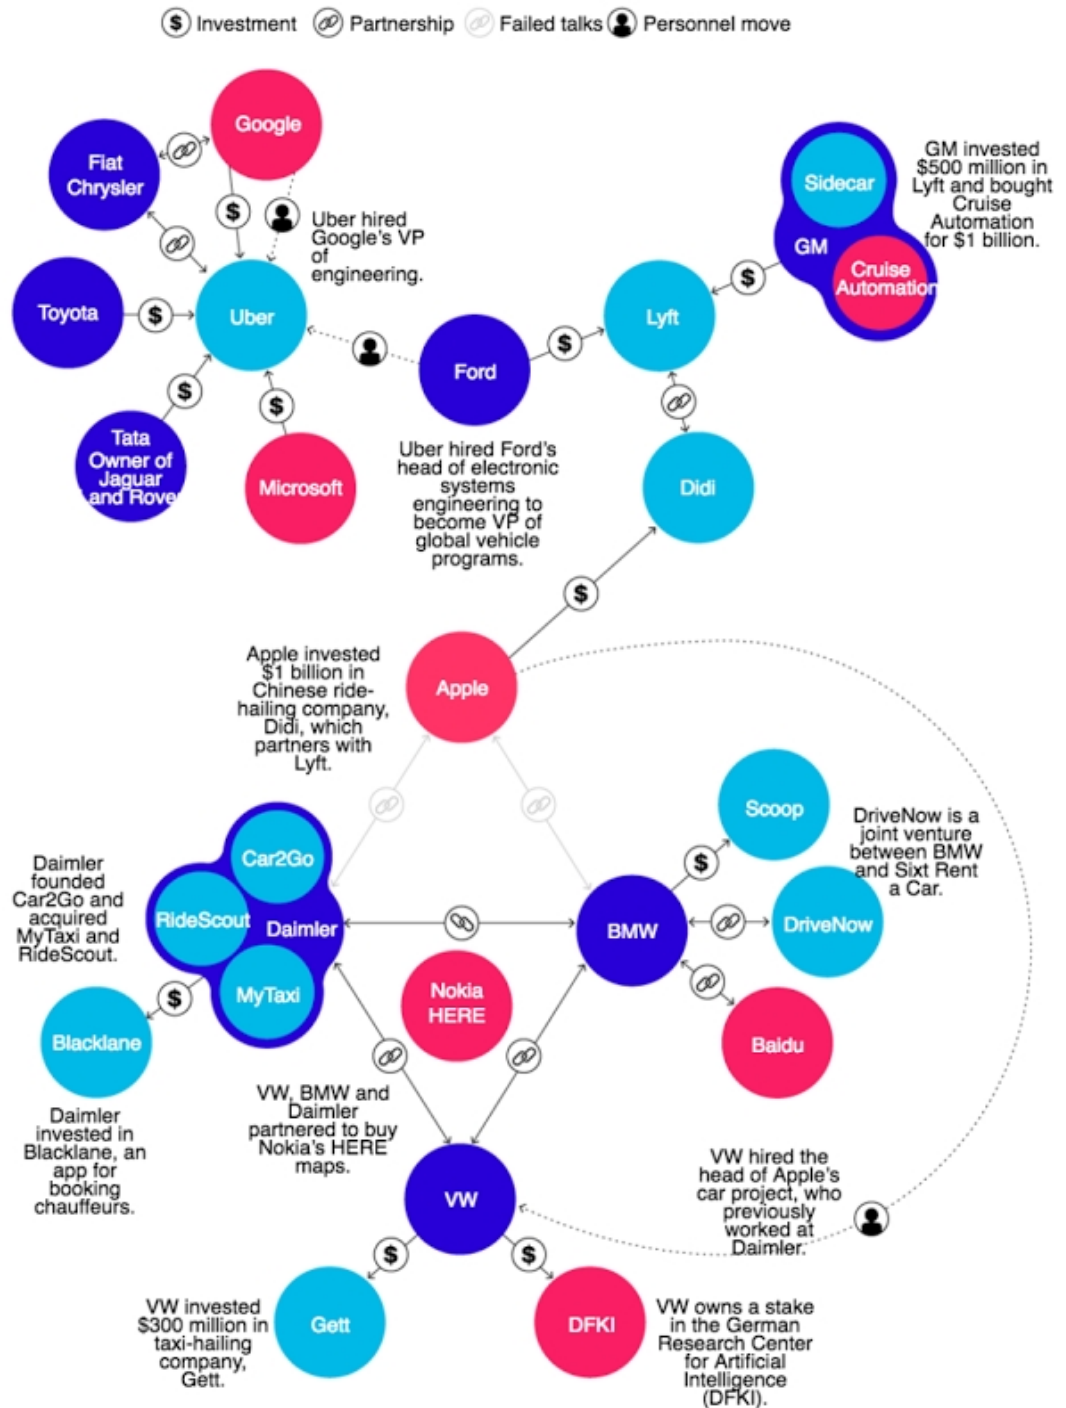 Investment
Partnership
Failed talks
Personnel move
Google
Fiat
Chrysler
Uber hired
Google's VP
of
engineering.
Toyota
Uber
Tata
Owner of
Jaguar
Land Rover
Microsoft
Ford
Uber hired Ford's
head of electronic
systems
engineering to
become VP of
global vehicle
programs.
Lyft
Sidecar
GM
Cruise
Automation
GM invested
$500 million in
Lyft and bought
Cruise
Automation
for $1 billion.
Didi
Apple invested
$1 billion in
Chinese ride-
hailing company,
Didi, which
partners with
Lyft.
Apple
Scoop
DriveNow is a
joint venture
between BMW
and Sixt Rent
a Car.
Car2Go
RideScout
Daimler
MyTaxi
Daimler
founded
Car2Go and
acquired
MyTaxi and
RideScout.
BMW
DriveNow
Nokia
HERE
Baidu
Blacklane
Daimler
invested in
Blacklane, an
app for
booking
chauffeurs.
VW, BMW and
Daimler
partnered to buy
Nokia's HERE
maps.
VW
VW hired the
head of Apple's
car project, who
previously
worked at
Daimler.
VW invested
$300 million in
taxi-hailing
company,
Gett.
Gett
DFKI
VW owns a stake
in the German
Research Center
for Artificial
Intelligence
(DFKI).